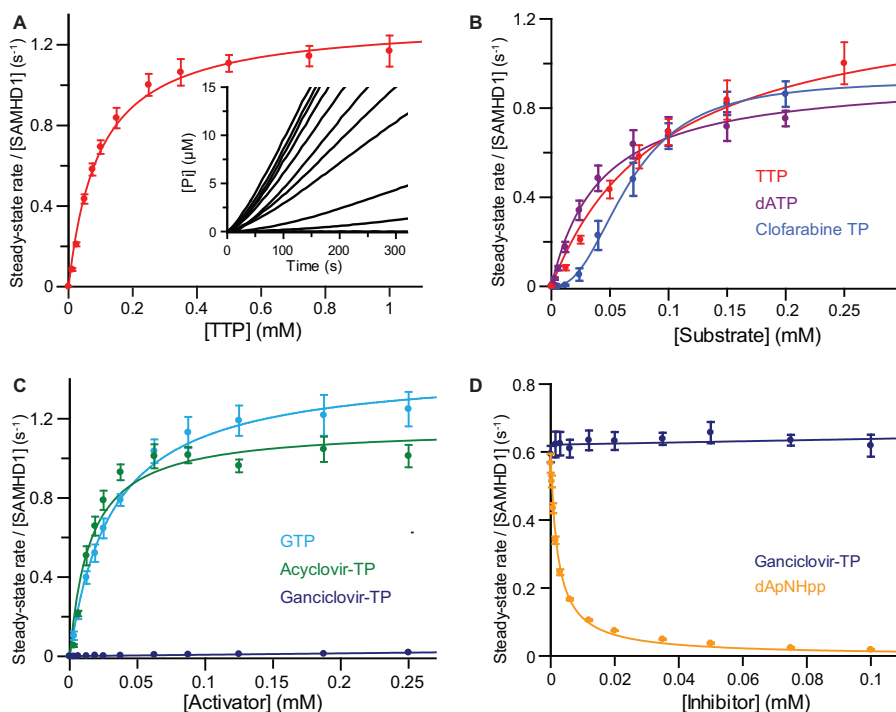 A
Steady-state rate / [SAMHD1] (s⁻¹)
1.2
0.8
0.4
0
0 0.2 0.4 0.6 0.8 1
[TTP] (mM)
[Pi] (µM)
15
10
5
0
0 100 200 300
Time (s)
B
Steady-state rate / [SAMHD1] (s⁻¹)
1.2
0.8
0.4
0
0 0.05 0.1 0.15 0.2 0.25
[Substrate] (mM)
TTP
dATP
Clofarabine TP
C
Steady-state rate / [SAMHD1] (s⁻¹)
1.2
0.8
0.4
0
0 0.05 0.1 0.15 0.2 0.25
[Activator] (mM)
GTP
Acyclovir-TP
Ganciclovir-TP
D
Steady-state rate / [SAMHD1] (s⁻¹)
0.8
0.6
0.4
0.2
0
0 0.02 0.04 0.06 0.08 0.1
[Inhibitor] (mM)
Ganciclovir-TP
dApNHpp